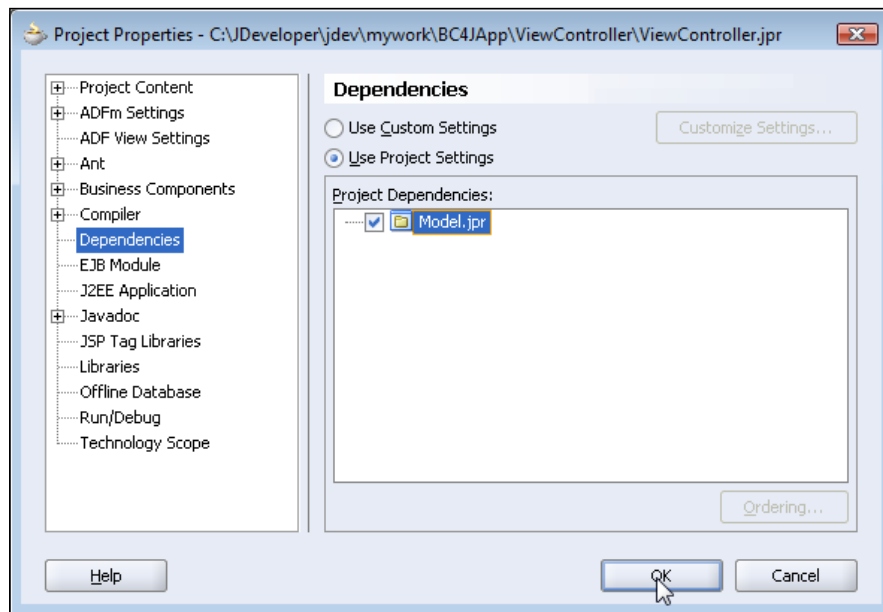 Project Properties - C:\JDeveloper\jdev\mywork\BC4JApp\ViewController\ViewController.jpr
Project Content
ADFm Settings
ADF View Settings
Ant
Business Components
Compiler
Dependencies
EJB Module
J2EE Application
Javadoc
JSP Tag Libraries
Libraries
Offline Database
Run/Debug
Technology Scope
Dependencies
Use Custom Settings
Customize Settings...
Use Project Settings
Project Dependencies:
Model.jpr
Ordering...
Help
OK
Cancel